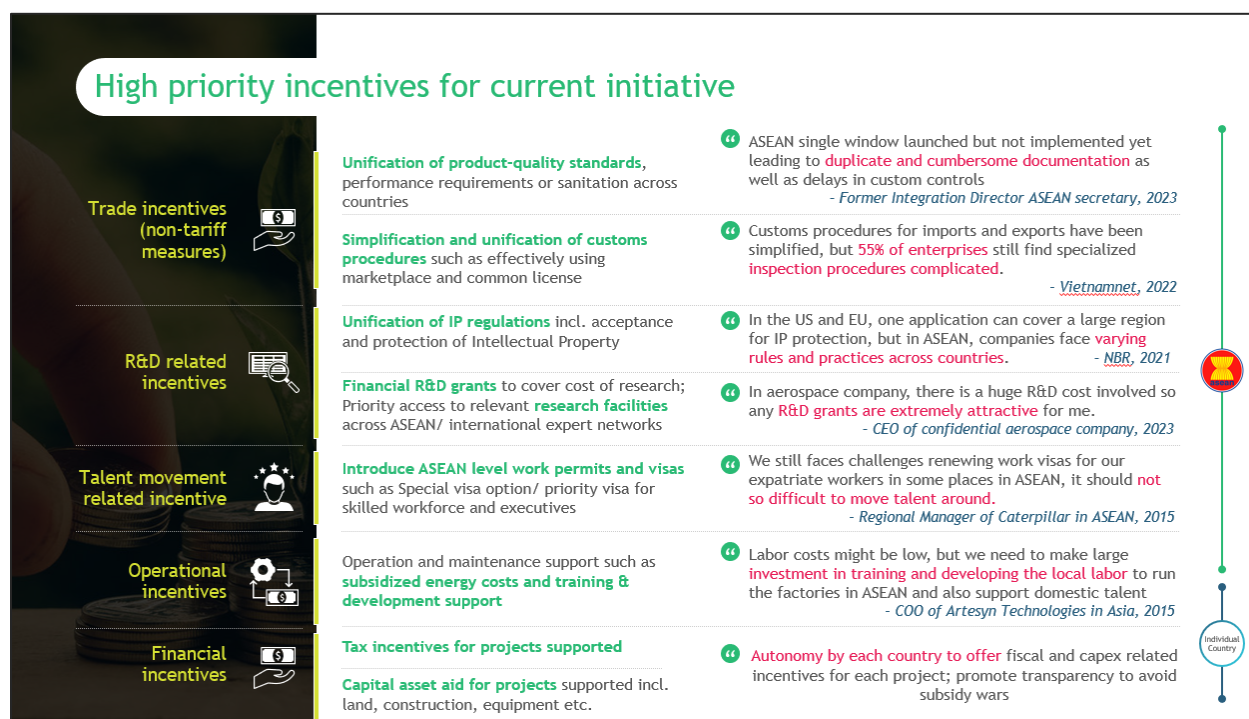 High priority incentives for current initiative
Trade incentives
(non-tariff
measures)
Unification of product-quality standards,
performance requirements or sanitation across
countries
ASEAN single window launched but not implemented yet
leading to duplicate and cumbersome documentation as
well as delays in custom controls
- Former Integration Director ASEAN secretary, 2023
Simplification and unification of customs
procedures such as effectively using
marketplace and common license
Customs procedures for imports and exports have been
simplified, but 55% of enterprises still find specialized
inspection procedures complicated.
- Vietnamnet, 2022
R&D related
incentives
Unification of IP regulations incl. acceptance
and protection of Intellectual Property
In the US and EU, one application can cover a large region
for IP protection, but in ASEAN, companies face varying
rules and practices across countries. - NBR, 2021
Financial R&D grants to cover cost of research;
Priority access to relevant research facilities
across ASEAN/ international expert networks
In aerospace company, there is a huge R&D cost involved so
any R&D grants are extremely attractive for me.
- CEO of confidential aerospace company, 2023
asean
Talent movement
related incentive
Introduce ASEAN level work permits and visas
such as Special visa option/ priority visa for
skilled workforce and executives
We still faces challenges renewing work visas for our
expatriate workers in some places in ASEAN, it should not
so difficult to move talent around.
- Regional Manager of Caterpillar in ASEAN, 2015
Operational
incentives
Operation and maintenance support such as
subsidized energy costs and training &
development support
Labor costs might be low, but we need to make large
investment in training and developing the local labor to run
the factories in ASEAN and also support domestic talent
- COO of Artesyn Technologies in Asia, 2015
Financial
incentives
Tax incentives for projects supported
Capital asset aid for projects supported incl.
land, construction, equipment etc.
Autonomy by each country to offer fiscal and capex related
incentives for each project; promote transparency to avoid
subsidy wars
Individual
Country